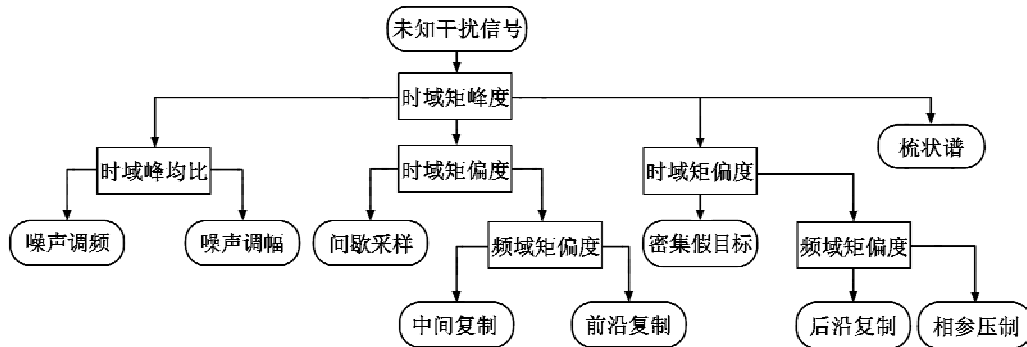 未知干扰信号
时域矩峰度
梳状谱
时域峰均比
时域矩偏度
时域矩偏度
噪声调频
噪声调幅
间歇采样
频域矩偏度
密集假目标
频域矩偏度
中间复制
前沿复制
后沿复制
相参压制